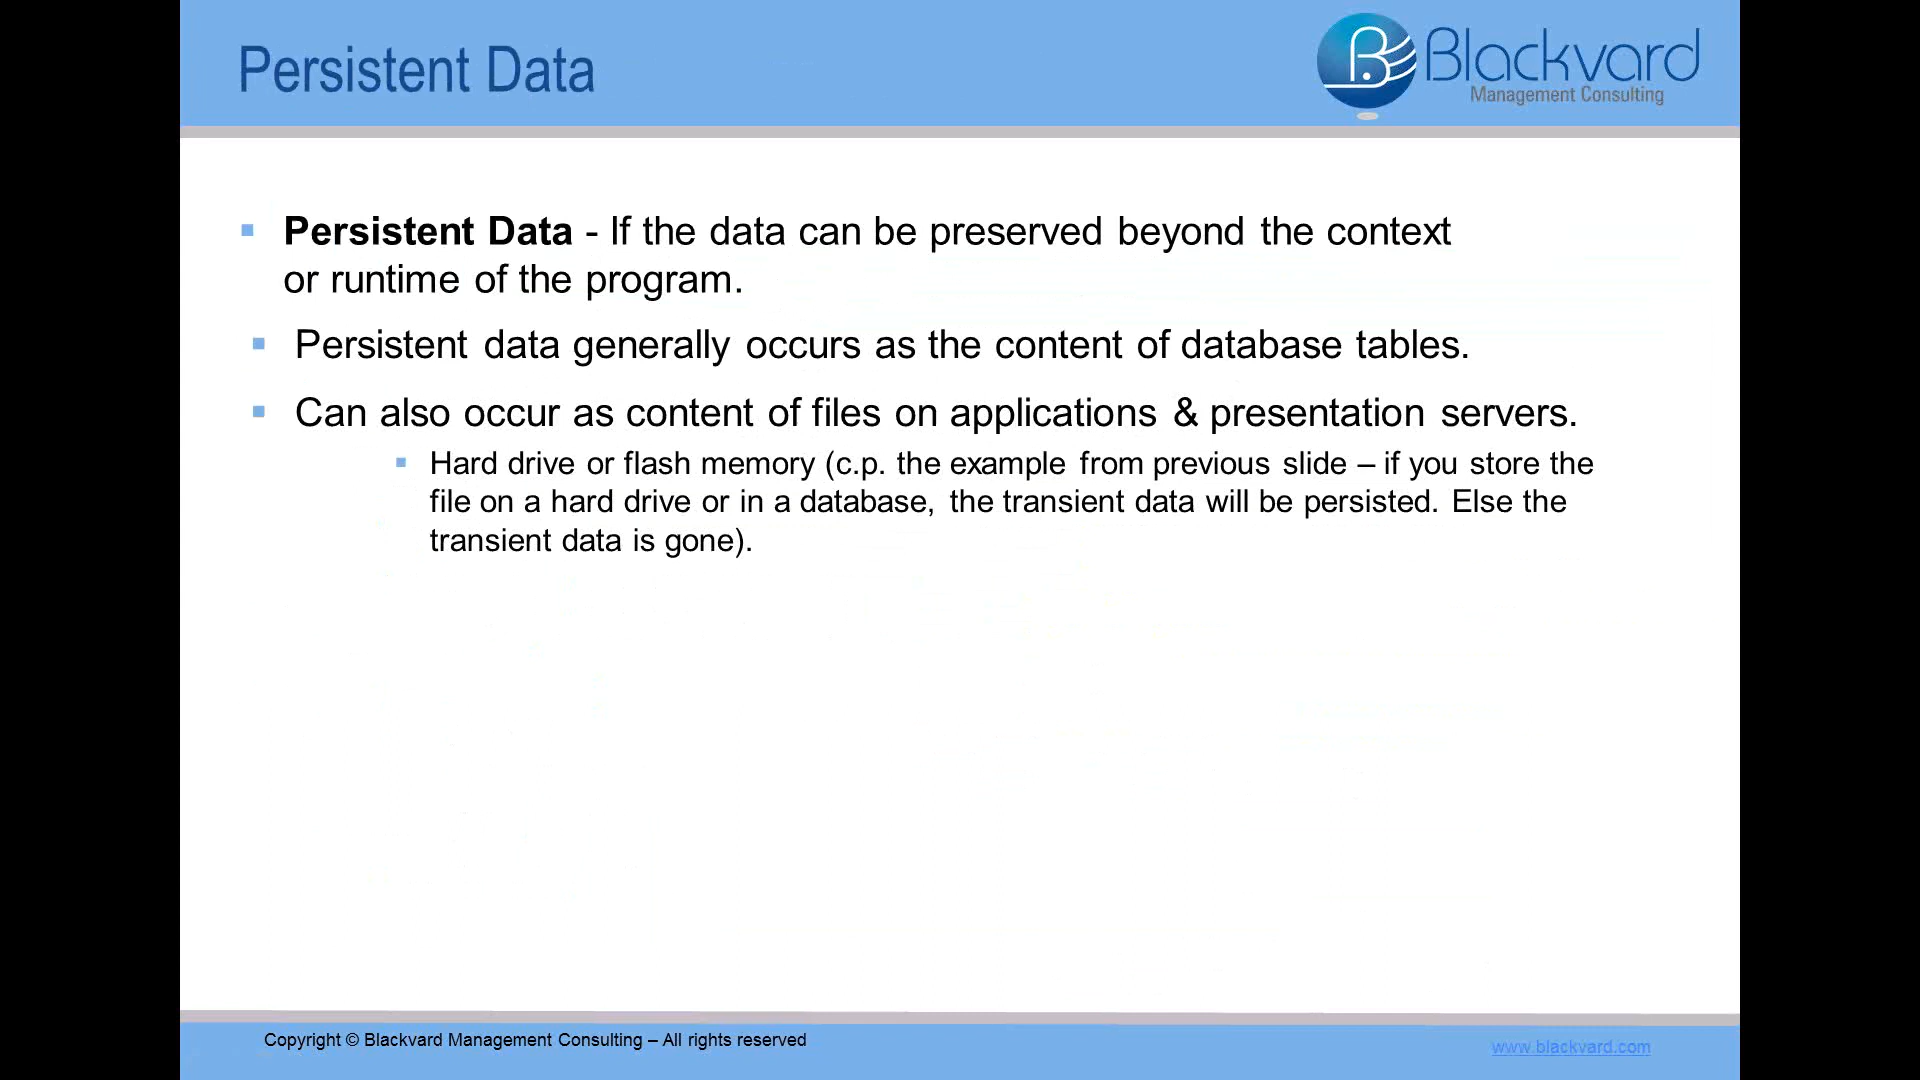 Persistent Data
Blackvard
Management Consulting
Persistent Data - If the data can be preserved beyond the context
or runtime of the program.
Persistent data generally occurs as the content of database tables.
Can also occur as content of files on applications & presentation servers.
Hard drive or flash memory (c.p. the example from previous slide – if you store the
file on a hard drive or in a database, the transient data will be persisted. Else the
transient data is gone).
Copyright © Blackvard Management Consulting – All rights reserved
www.blackvard.com